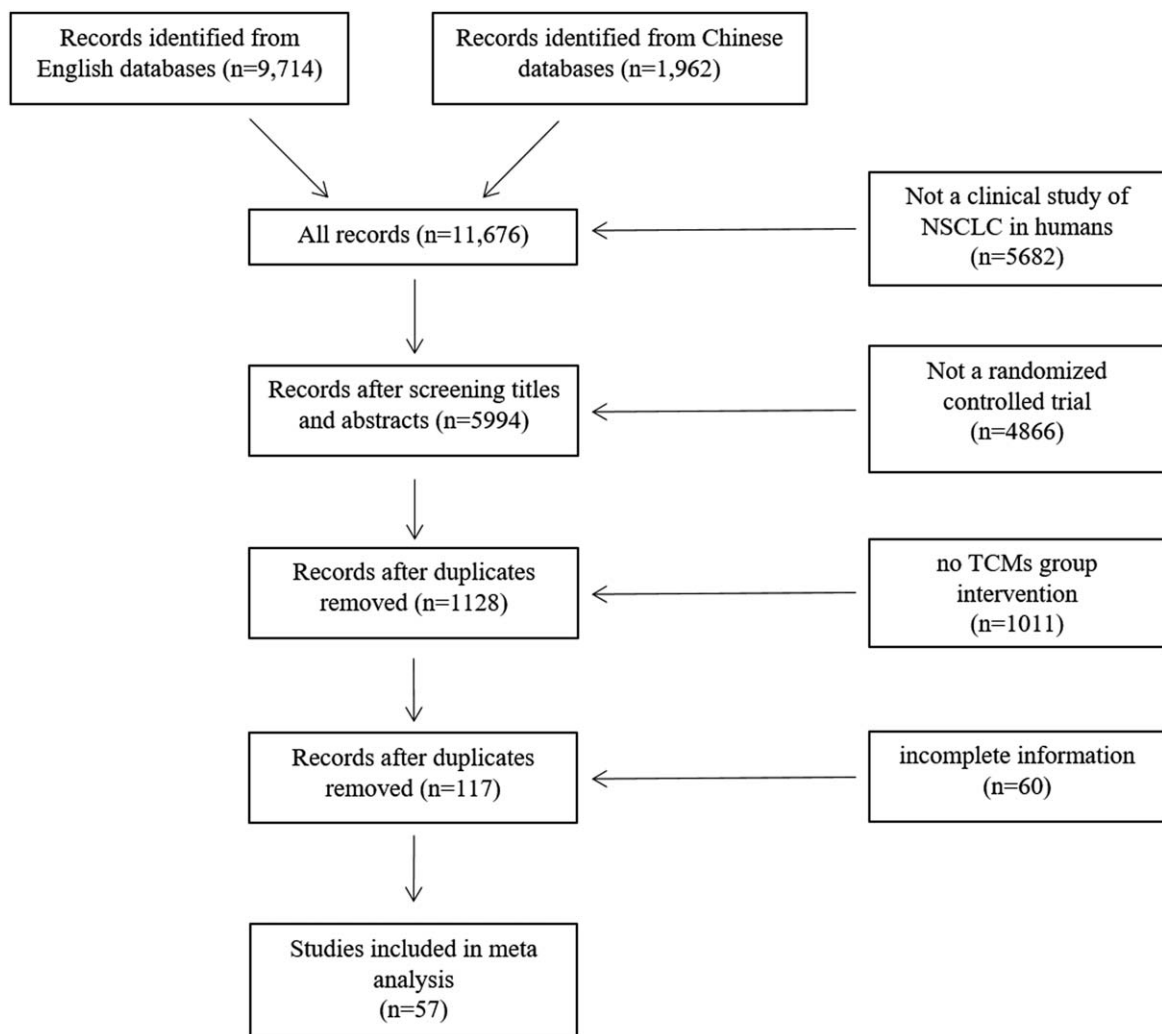 Records identified from
English databases (n=9,714)
Records identified from Chinese
databases (n=1,962)
All records (n=11,676)
Not a clinical study of
NSCLC in humans
(n=5682)
Records after screening titles
and abstracts (n=5994)
Not a randomized
controlled trial
(n=4866)
Records after duplicates
removed (n=1128)
no TCMs group
intervention
(n=1011)
Records after duplicates
removed (n=117)
incomplete information
(n=60)
Studies included in meta
analysis
(n=57)